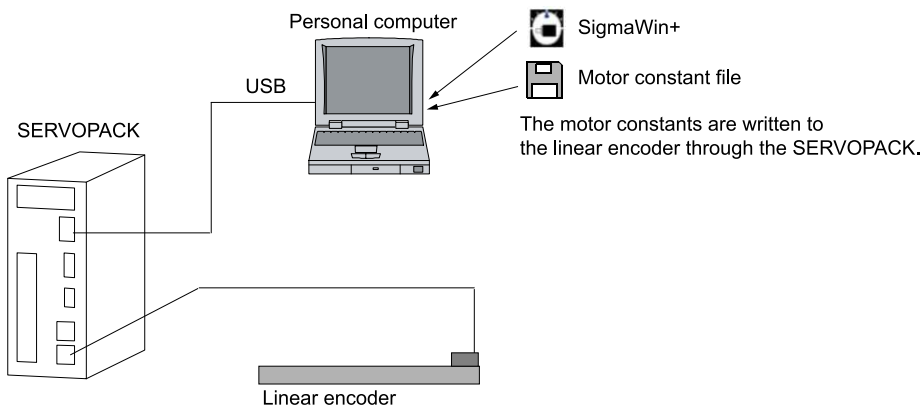 Personal computer
SigmaWin+
Motor constant file
USB
The motor constants are written to
the linear encoder through the SERVOPACK.
SERVOPACK
Linear encoder